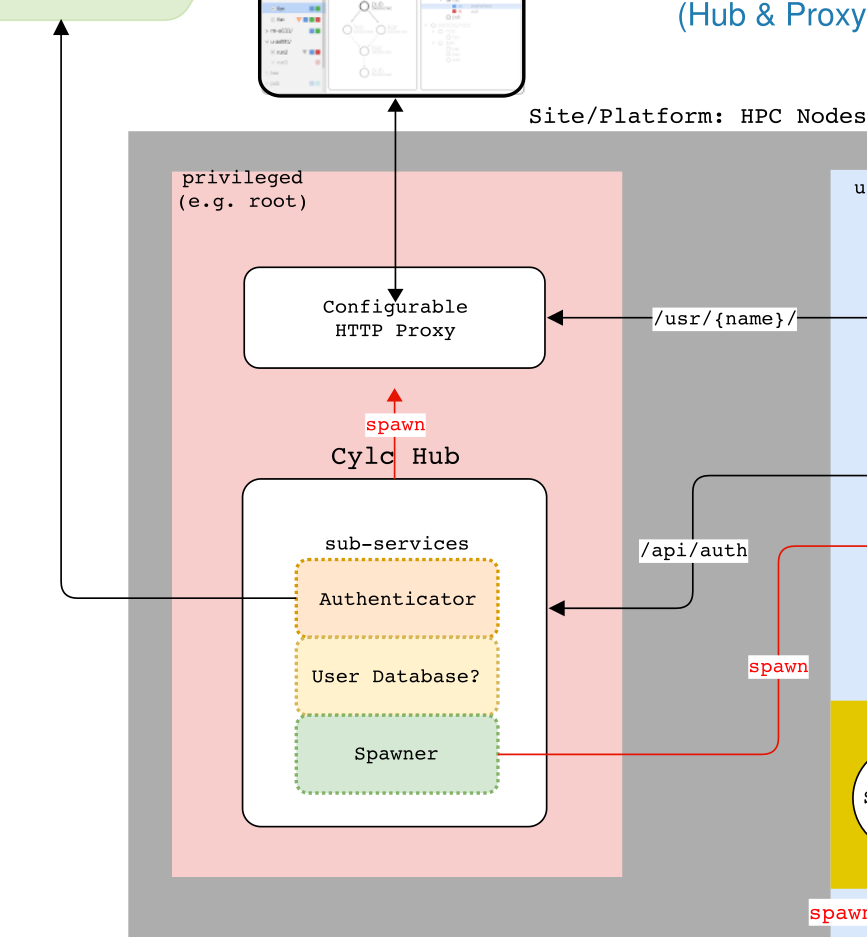 (Hub & Proxy
Site/Platform: HPC Nodes
privileged
(e.g. root)
Configurable
HTTP Proxy
/usr/{name}/
spawn
Cylc Hub
sub-services
/api/auth
Authenticator
User Database?
spawn
Spawner
spawn